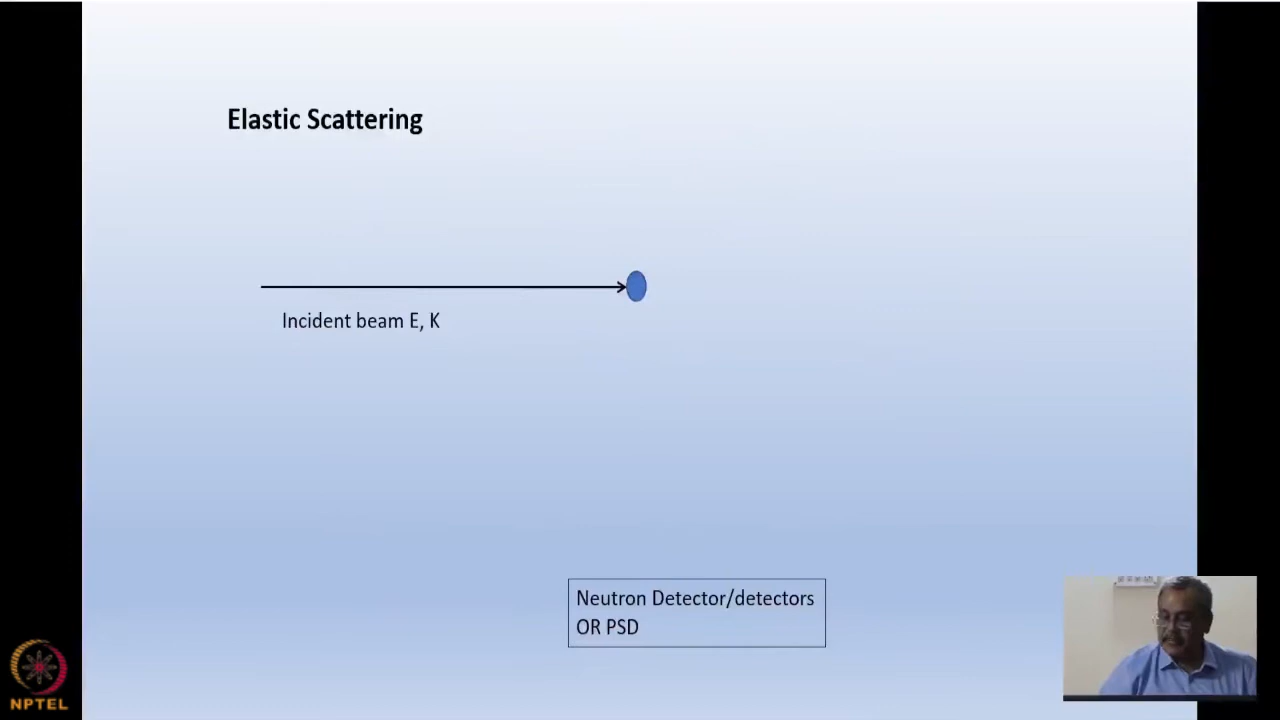 Elastic Scattering
Incident beam E, K
Neutron Detector/detectors
OR PSD
NPTEL